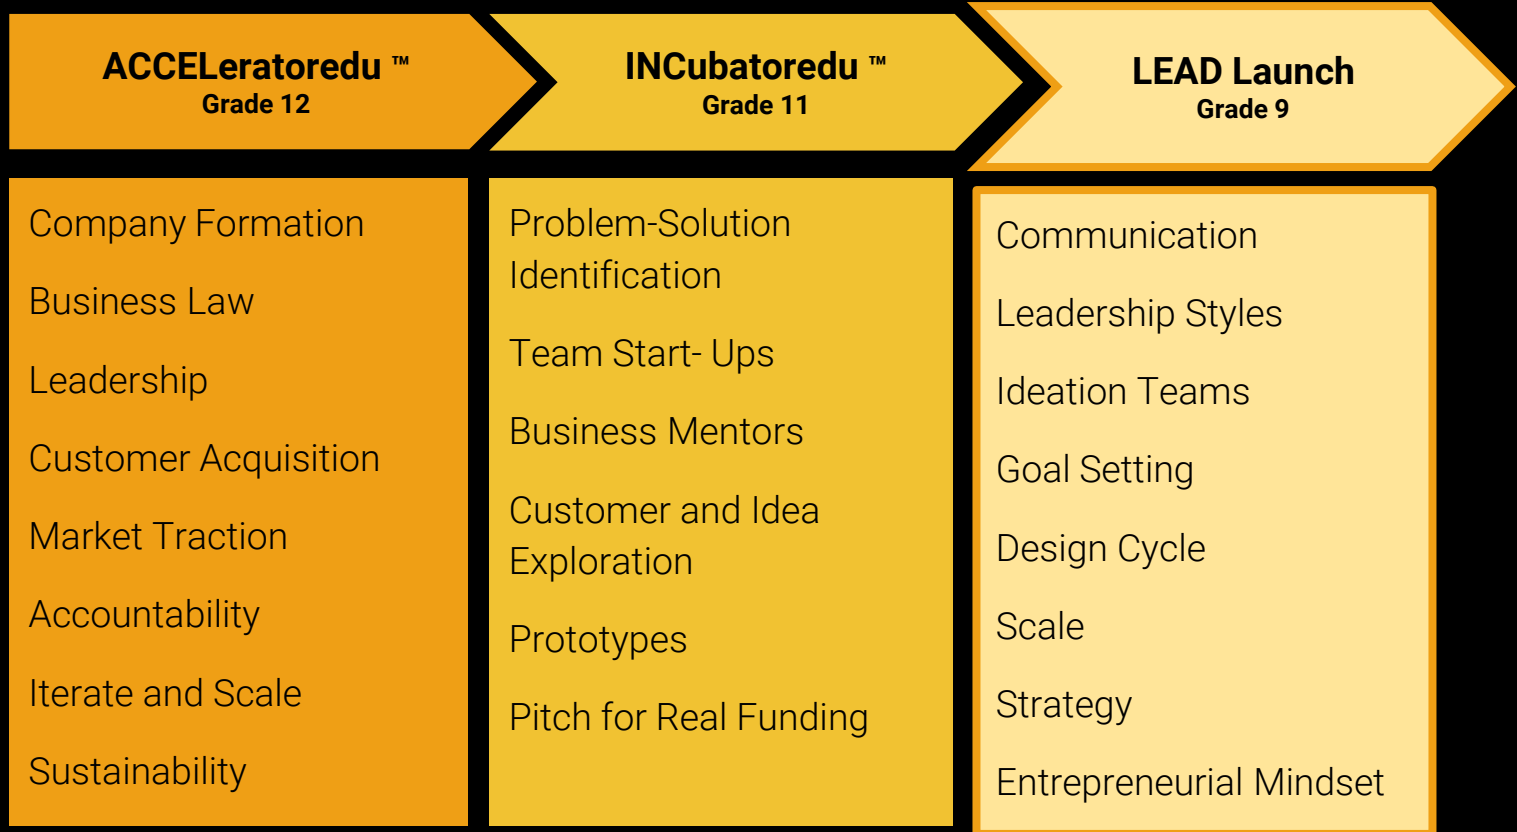 ACCELeratoredu ™
Grade 12
Company Formation
Business Law
Leadership
Customer Acquisition
Market Traction
Accountability
Iterate and Scale
Sustainability
INCubatoredu ™
Grade 11
Problem-Solution
Identification
Team Start- Ups
Business Mentors
Customer and Idea
Exploration
Prototypes
Pitch for Real Funding
LEAD Launch
Grade 9
Communication
Leadership Styles
Ideation Teams
Goal Setting
Design Cycle
Scale
Strategy
Entrepreneurial Mindset